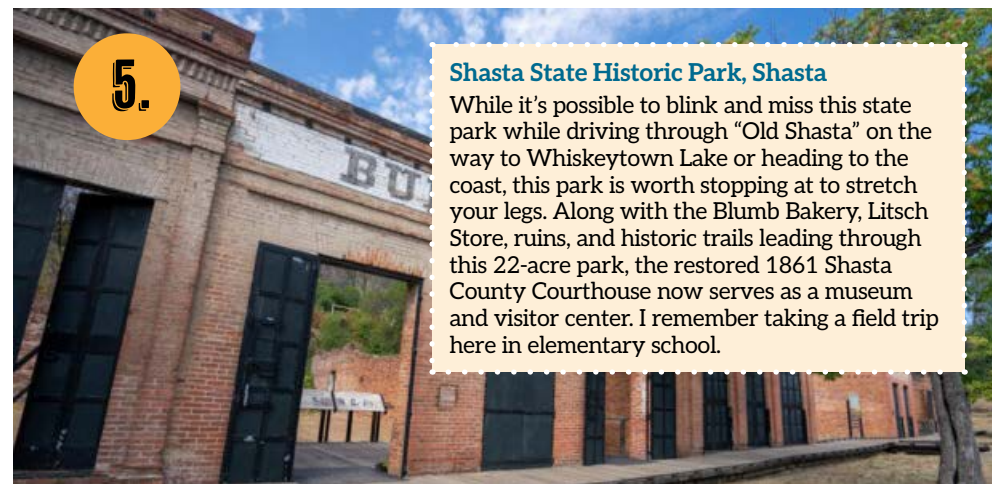 5.
Shasta State Historic Park, Shasta
While it’s possible to blink and miss this state
park while driving through “Old Shasta” on the
way to Whiskeytown Lake or heading to the
coast, this park is worth stopping at to stretch
your legs. Along with the Blumb Bakery, Litsch
Store, ruins, and historic trails leading through
this 22-acre park, the restored 1861 Shasta
County Courthouse now serves as a museum
and visitor center. I remember taking a field trip
here in elementary school.
BU